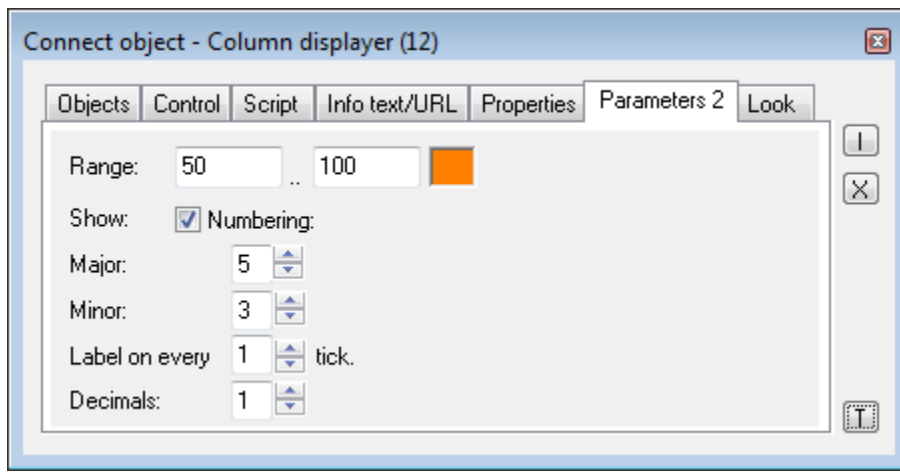 Connect object - Column displayer (12)
Objects Control Script Info text/URL Properties Parameters 2 Look
Range: 50 .. 100
Show: Numbering:
Major: 5
Minor: 3
Label on every 1 tick.
Decimals: 1
I
X
T